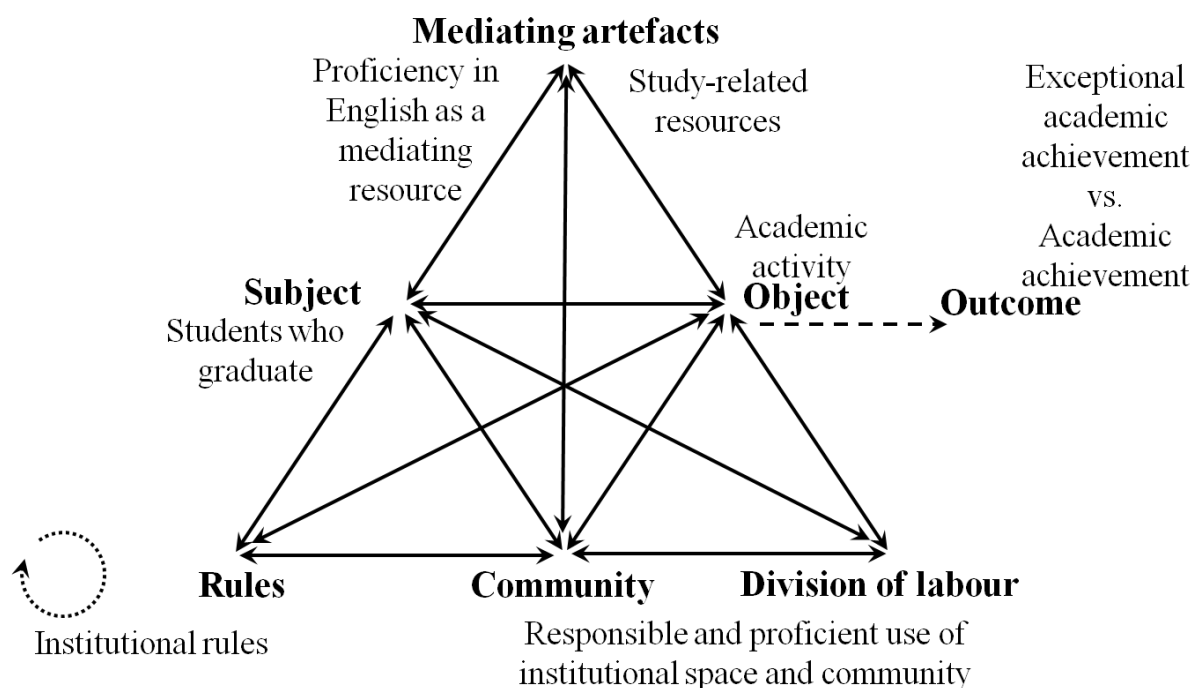 Mediating artefacts
Proficiency in
English as a
mediating
resource
Study-related
resources
Exceptional
academic
achievement
vs.
Academic
achievement
Academic
activity
Subject
Object
Outcome
Students who
graduate
Rules
Community
Division of labour
Institutional rules
Responsible and proficient use of
institutional space and community